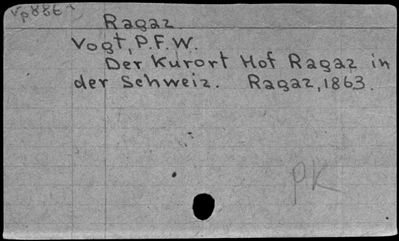 Vp886
Ragaz
Vogt, P.F.W.
Der Kurort Hof Ragaz in
der Schweiz. Ragaz, 1863.
PK